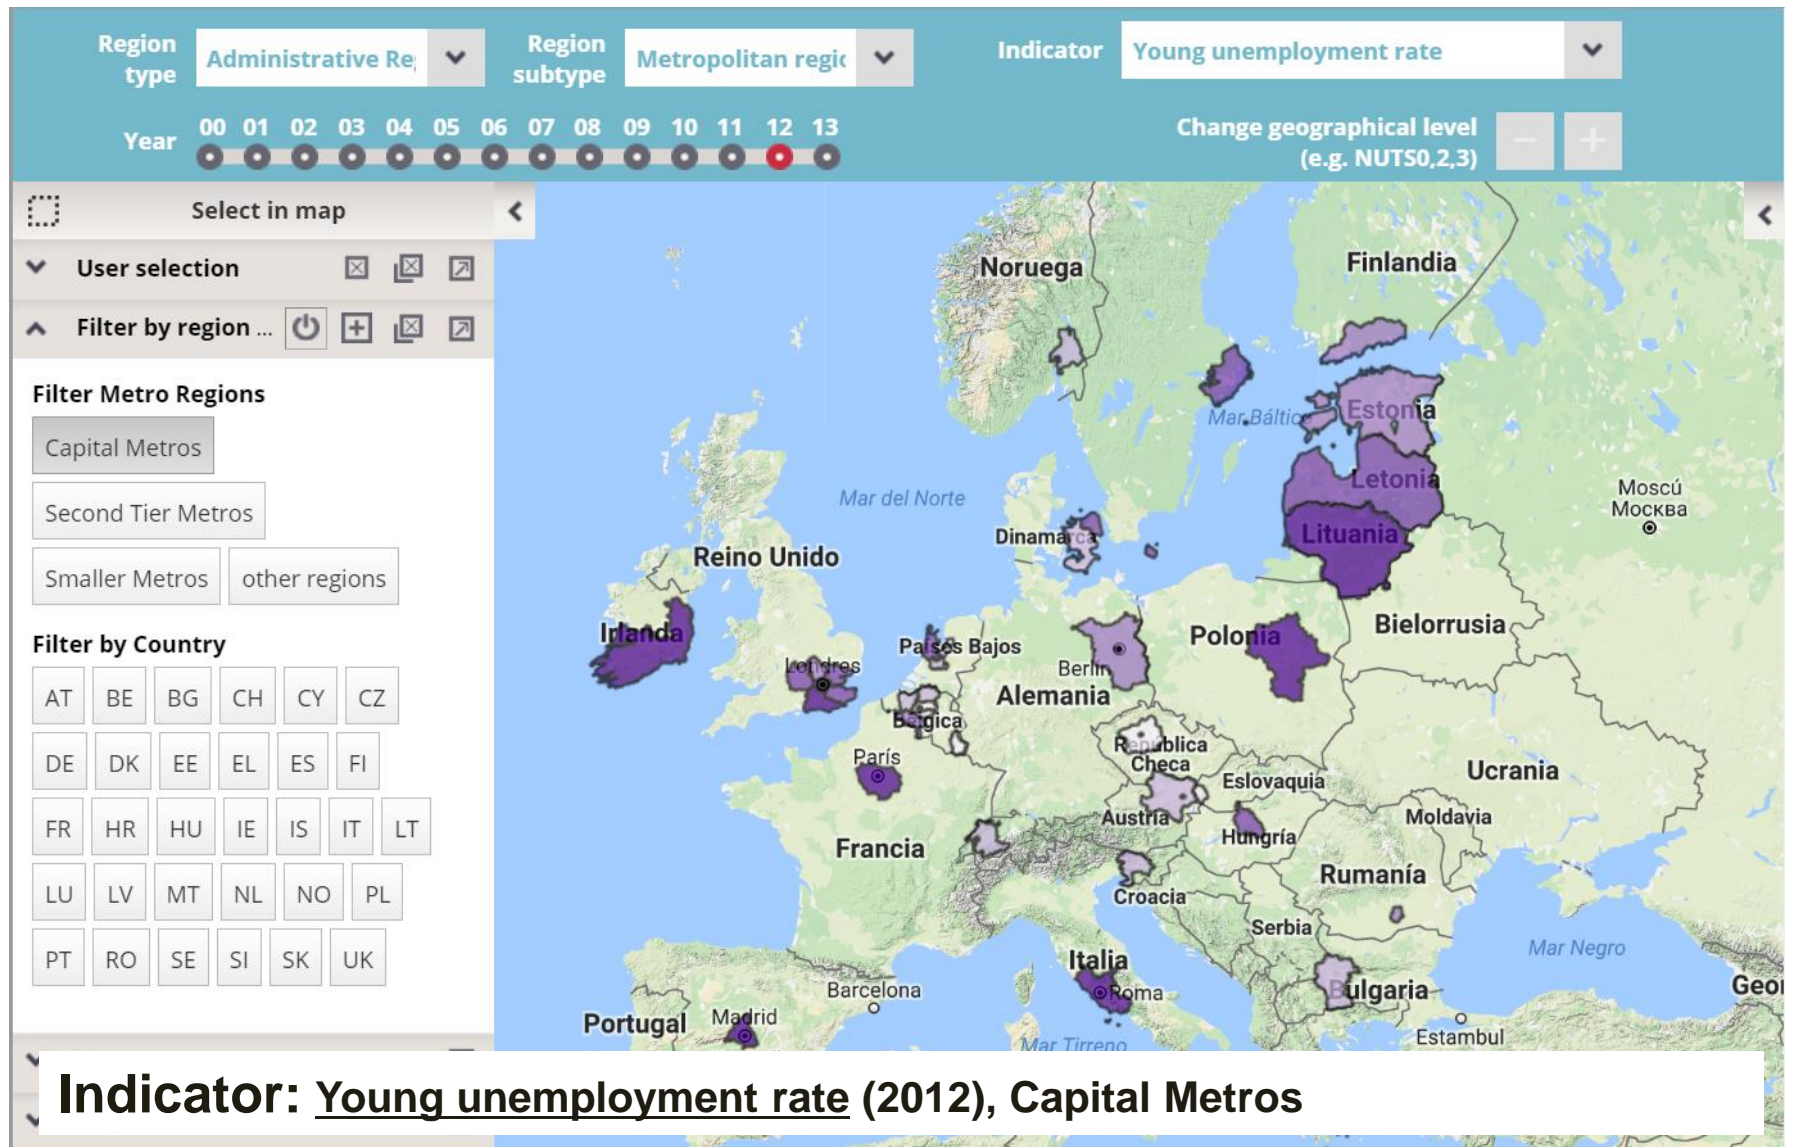 Region type
Administrative Re
Region subtype
Metropolitan regic
Indicator
Young unemployment rate
Year
00 01 02 03 04 05 06 07 08 09 10 11 12 13
Change geographical level
(e.g. NUTS0,2,3)
Select in map
User selection
Filter by region ...
Filter Metro Regions
Capital Metros
Second Tier Metros
Smaller Metros
other regions
Filter by Country
AT BE BG CH CY CZ
DE DK EE EL ES FI
FR HR HU IE IS IT LT
LU LV MT NL NO PL
PT RO SE SI SK UK
Noruega
Finlandia
Mar Báltico
Estonia
Letonia
Lituania
Moscú
Москва
Mar del Norte
Dinamarca
Reino Unido
Irlanda
Londres
Países Bajos
Berlín
Alemania
Polonia
Bielorrusia
Bélgica
París
República
Checa
Eslovaquia
Ucrania
Austria
Hungría
Moldavia
Francia
Croacia
Rumanía
Serbia
Mar Negro
Italia
Roma
Bulgaria
Geor
Barcelona
Portugal
Madrid
Estambul
Mar Tirreno
Indicator: Young unemployment rate (2012), Capital Metros